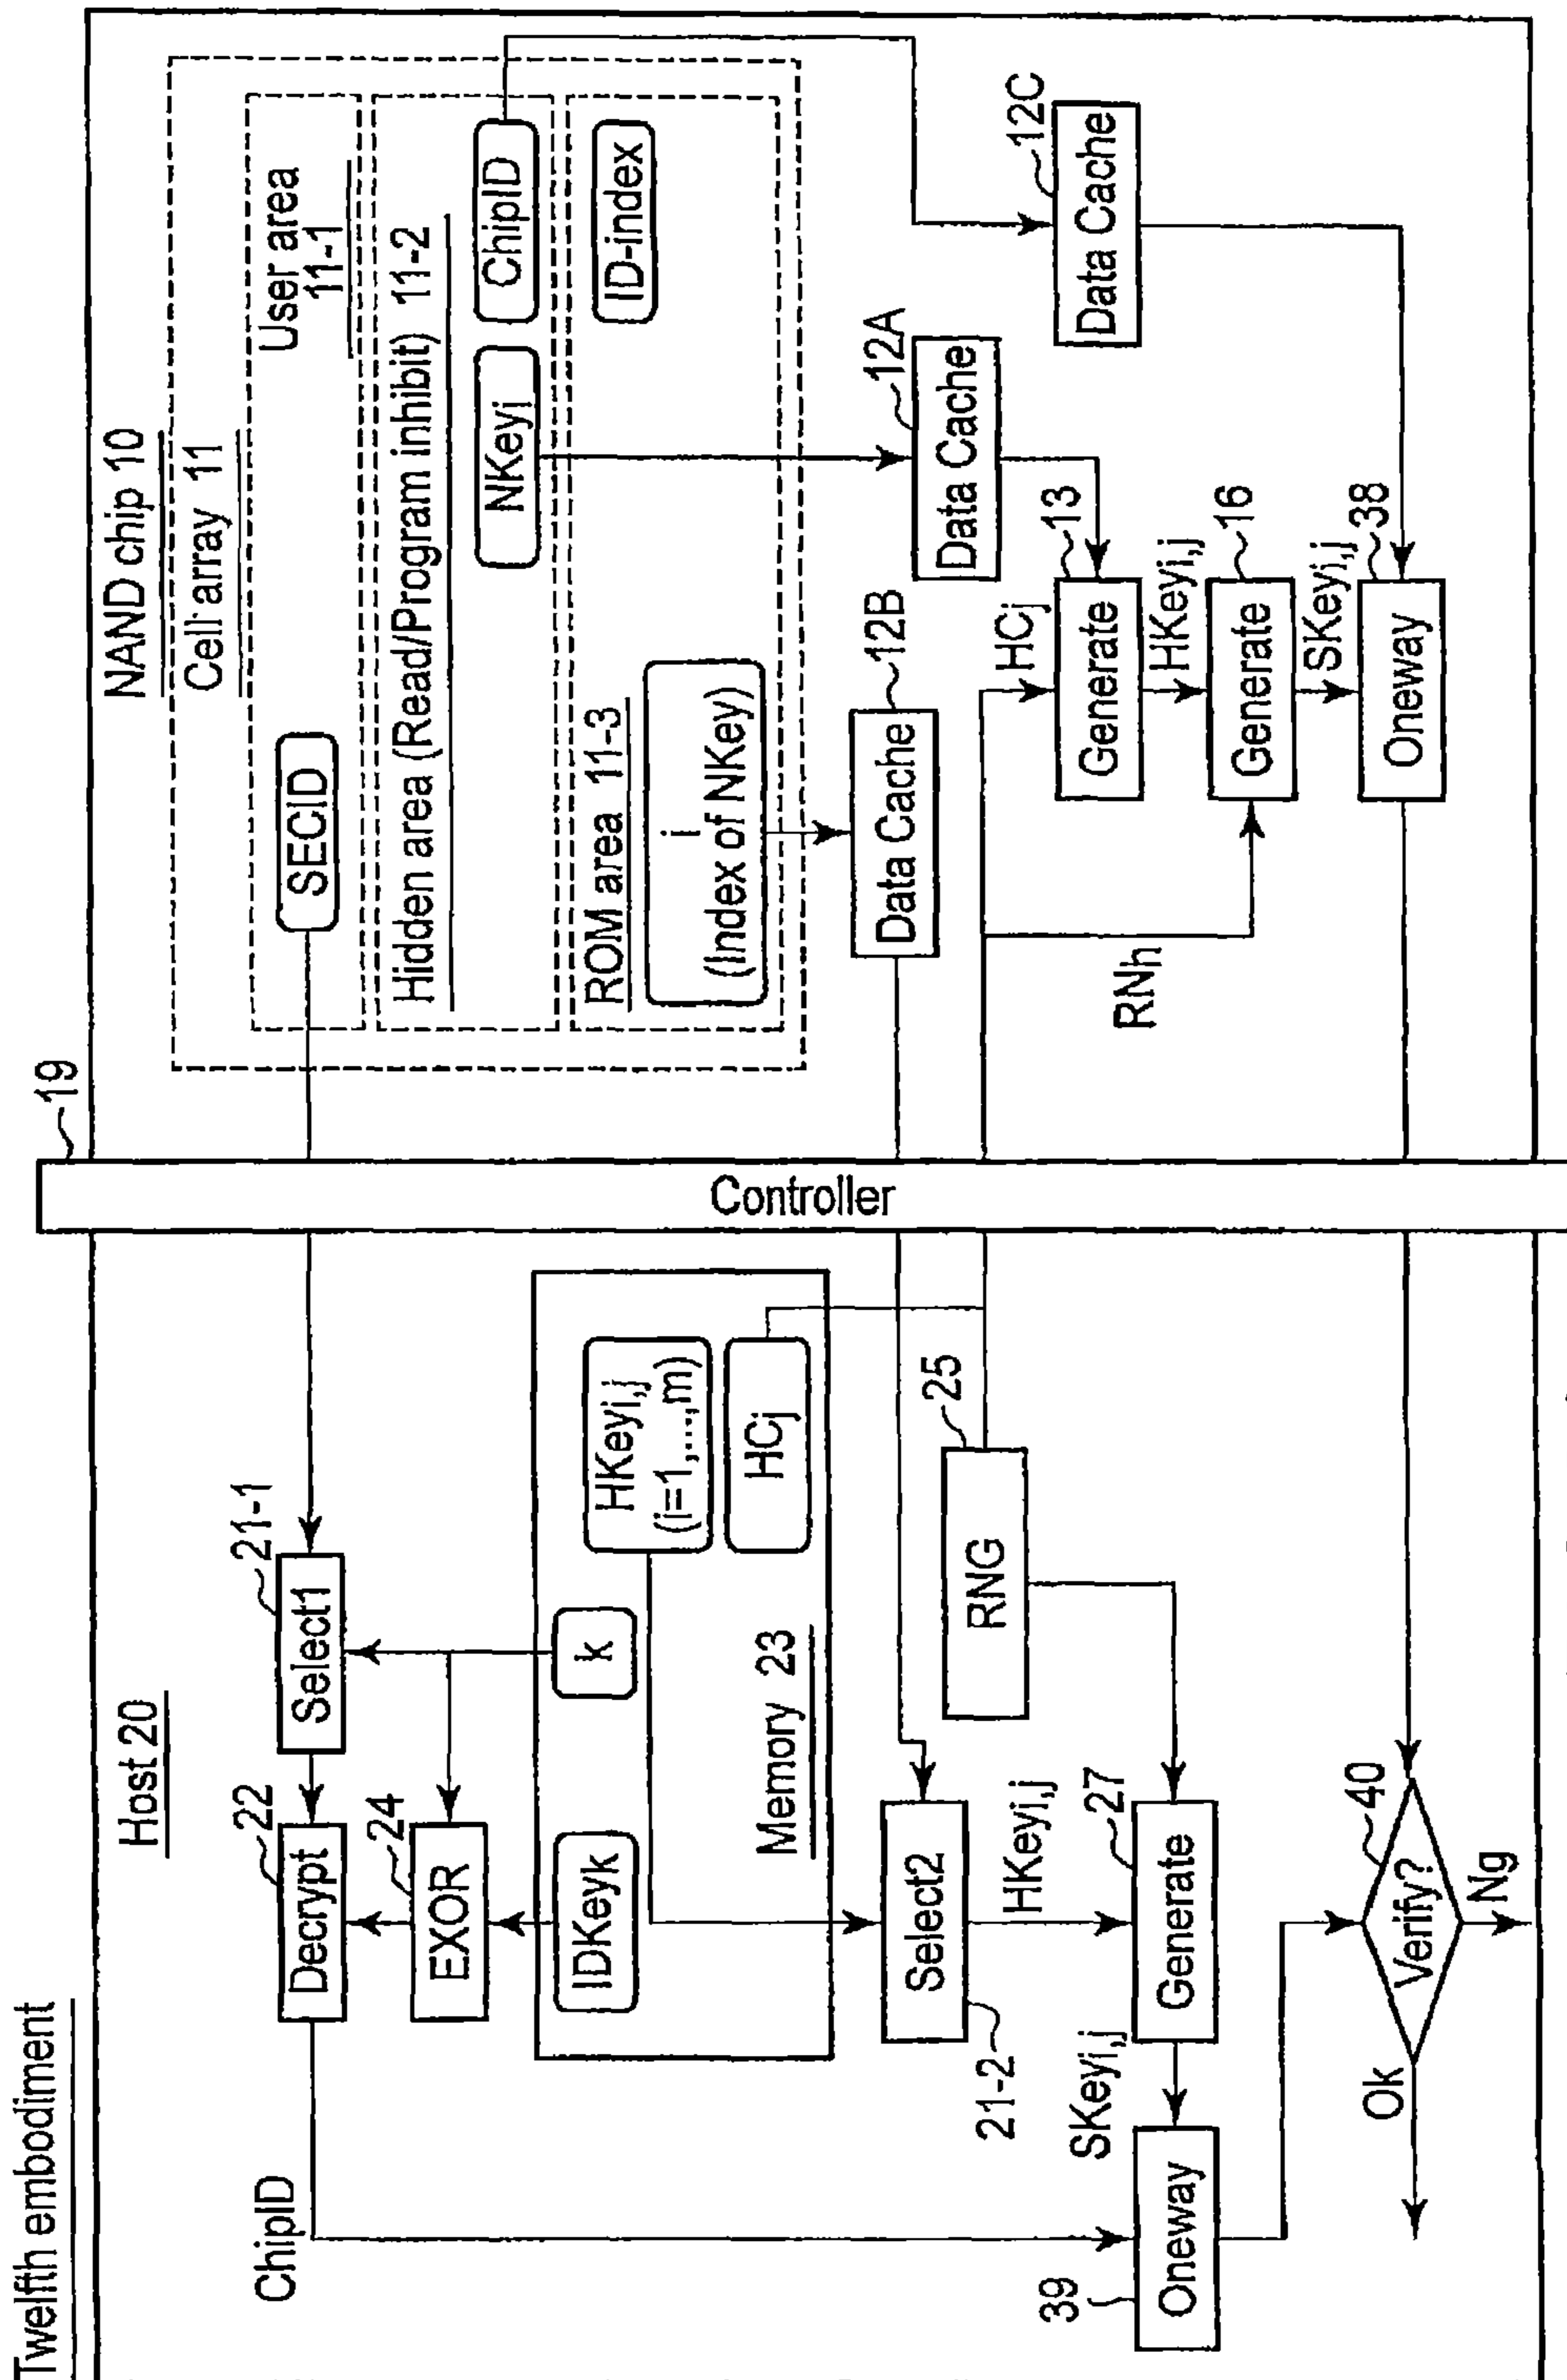 Twelfth embodiment
Host 20
ChipID
Decrypt
22
Select1
21-1
EXOR
24
IDKeyk
k
HKeyi,j
(i=1,...,m)
HCj
Memory 23
Select2
21-2
HKeyi,j
RNG
25
SKeyi,j
Generate
27
Oneway
39
Verify?
40
Ok
Ng
Controller
19
NAND chip 10
Cell array 11
User area
11-1
SECID
Hidden area (Read/Program inhibit) 11-2
NKeyi
ChipID
ROM area 11-3
i
(Index of NKey)
ID-index
Data Cache
12B
Data Cache
12A
Data Cache
12C
HCj
Generate
13
HKeyi,j
RNh
Generate
16
SKeyi,j
Oneway
38